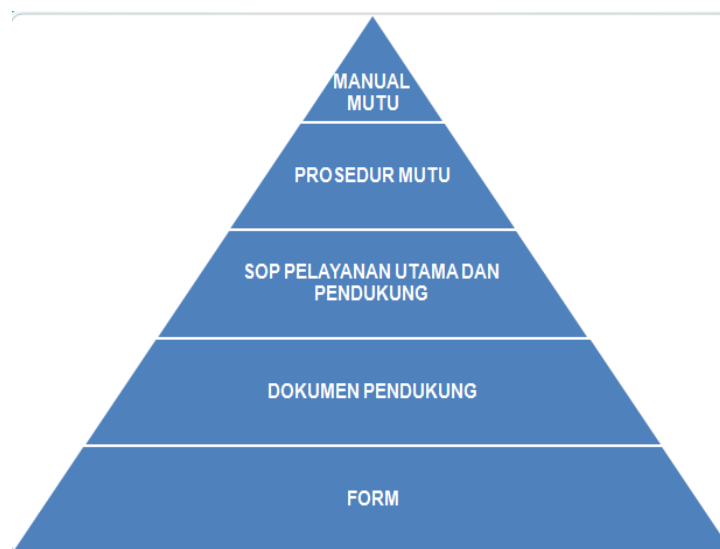 MANUAL
MUTU
PROSEDUR MUTU
SOP PELAYANAN UTAMA DAN
PENDUKUNG
DOKUMEN PENDUKUNG
FORM